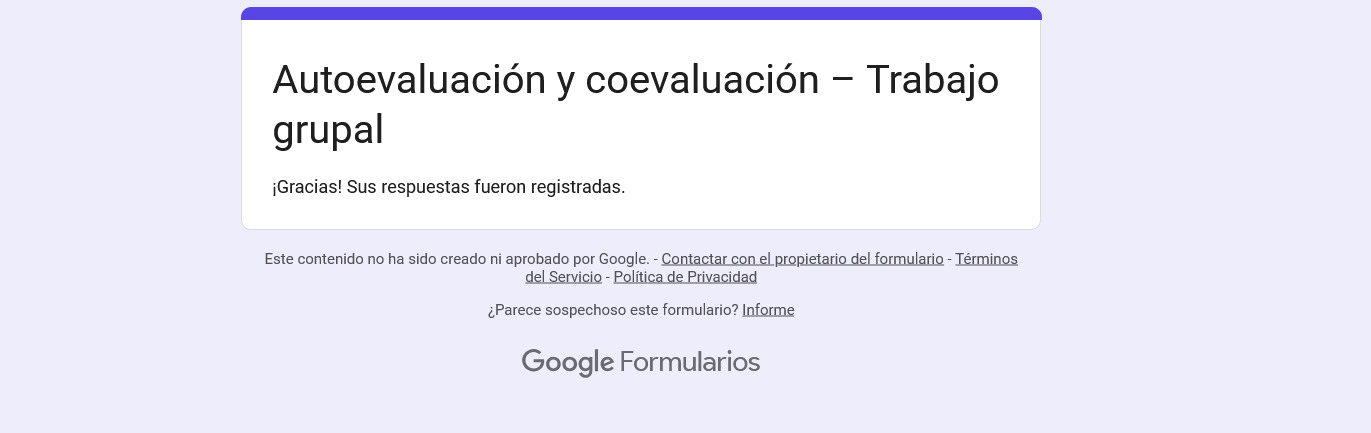 Autoevaluación y coevaluación – Trabajo
grupal
¡Gracias! Sus respuestas fueron registradas.
Este contenido no ha sido creado ni aprobado por Google. - Contactar con el propietario del formulario - Términos
del Servicio - Política de Privacidad
¿Parece sospechoso este formulario? Informe
Google Formularios